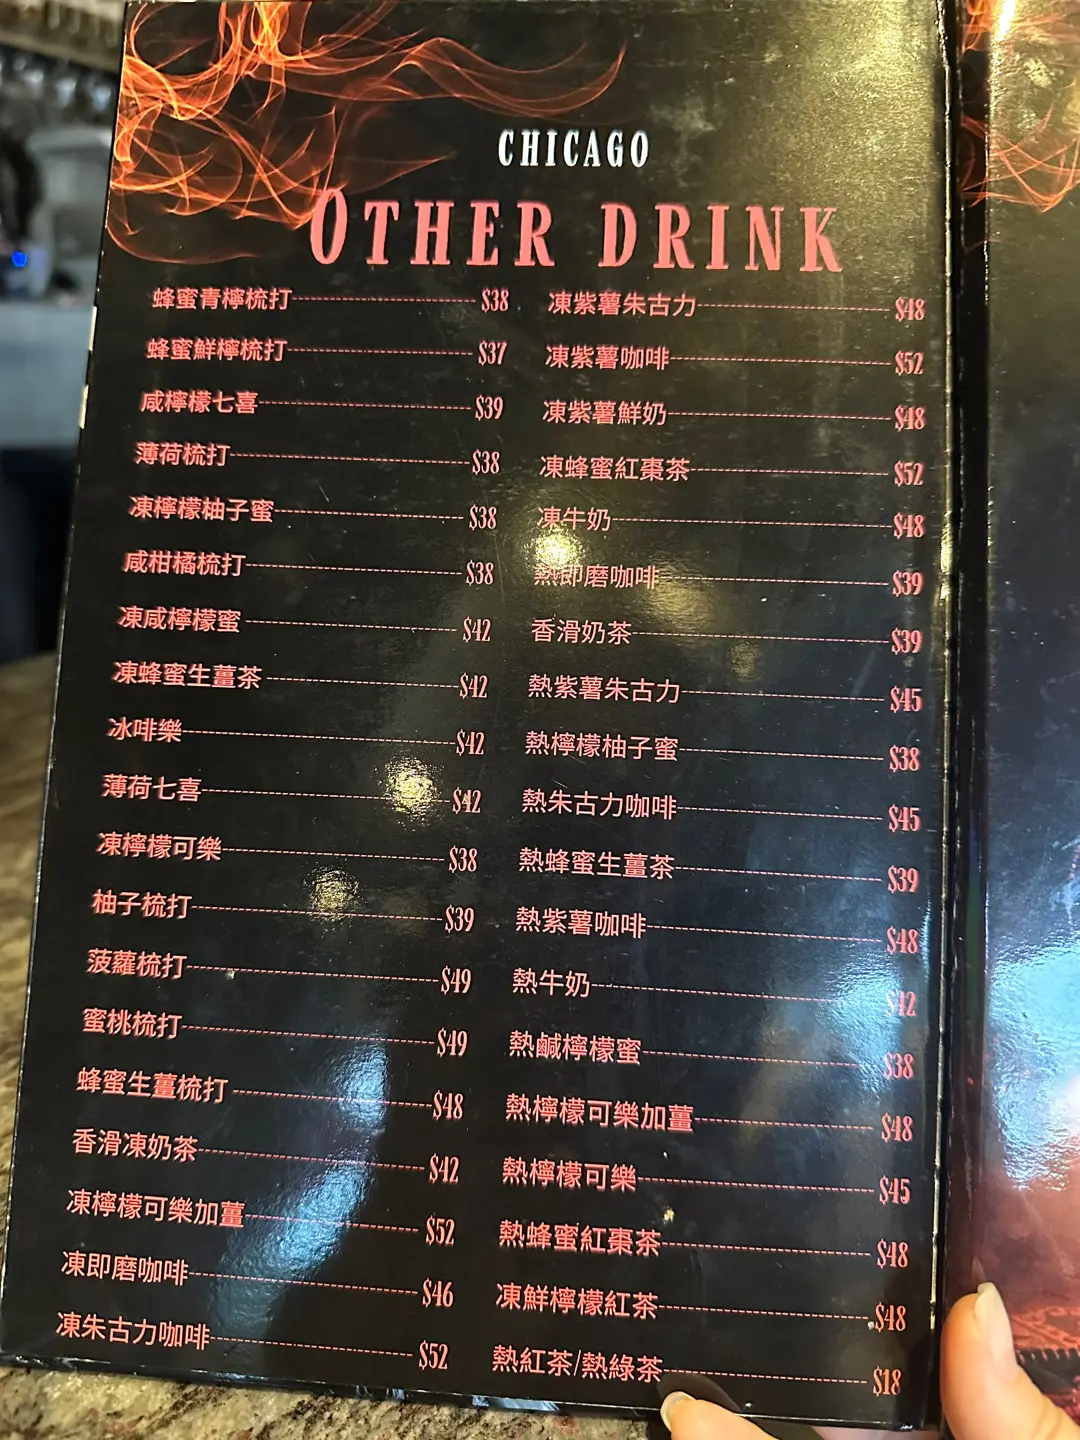 CHICAGO
OTHER DRINK
蜂蜜青檸梳打 $38
蜂蜜鮮檸梳打 $37
咸檸檬七喜 $39
薄荷梳打 $38
凍檸檬柚子蜜 $38
咸柑橘梳打 $38
凍咸檸檬蜜 $42
凍蜂蜜生薑茶 $42
冰啡樂 $42
薄荷七喜 $42
凍檸檬可樂 $38
柚子梳打 $39
菠蘿梳打 $49
蜜桃梳打 $49
蜂蜜生薑梳打 $48
香滑凍奶茶 $42
凍檸檬可樂加薑 $52
凍即磨咖啡 $46
凍朱古力咖啡 $52
凍紫薯朱古力 $48
凍紫薯咖啡 $52
凍紫薯鮮奶 $48
凍蜂蜜紅棗茶 $52
凍牛奶 $48
熱即磨咖啡 $39
香滑奶茶 $39
熱紫薯朱古力 $45
熱檸檬柚子蜜 $38
熱朱古力咖啡 $45
熱蜂蜜生薑茶 $39
熱紫薯咖啡 $48
熱牛奶 $42
熱鹹檸檬蜜 $38
熱檸檬可樂加薑 $48
熱檸檬可樂 $45
熱蜂蜜紅棗茶 $48
凍鮮檸檬紅茶 $48
熱紅茶/熱綠茶 $18